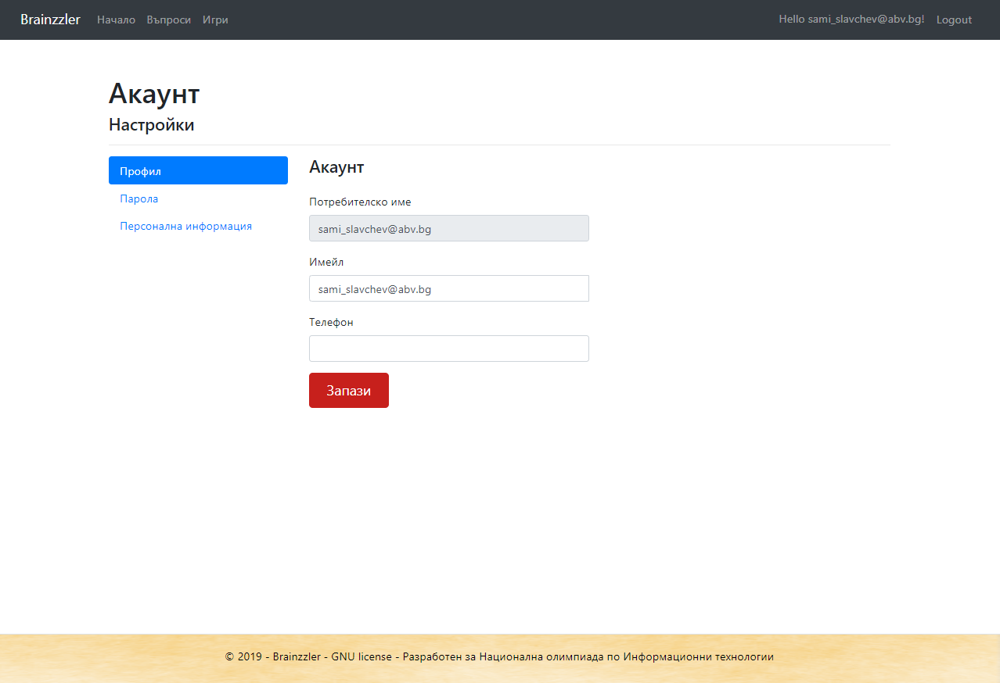 Brainzzler Начало Въпроси Игри Hello sami_slavchev@abv.bg! Logout
Акаунт
Настройки
Профил
Парола
Персонална информация
Акаунт
Потребителско име
sami_slavchev@abv.bg
Имейл
sami_slavchev@abv.bg
Телефон
Запази
© 2019 - Brainzzler - GNU license - Разработен за Национална олимпиада по Информационни технологии